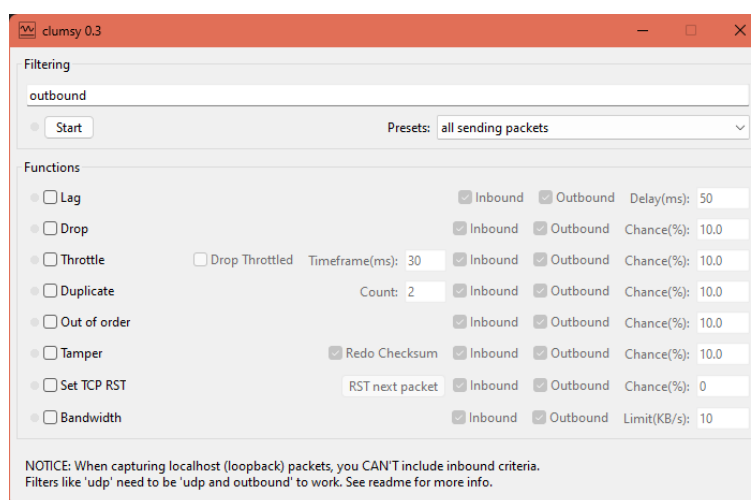 clumsy 0.3
Filtering
outbound
Start Presets: all sending packets
Functions
Lag Inbound Outbound Delay(ms): 50
Drop Inbound Outbound Chance(%): 10.0
Throttle Drop Throttled Timeframe(ms): 30 Inbound Outbound Chance(%): 10.0
Duplicate Count: 2 Inbound Outbound Chance(%): 10.0
Out of order Inbound Outbound Chance(%): 10.0
Tamper Redo Checksum Inbound Outbound Chance(%): 10.0
Set TCP RST RST next packet Inbound Outbound Chance(%): 0
Bandwidth Inbound Outbound Limit(KB/s): 10
NOTICE: When capturing localhost (loopback) packets, you CAN'T include inbound criteria.
Filters like 'udp' need to be 'udp and outbound' to work. See readme for more info.